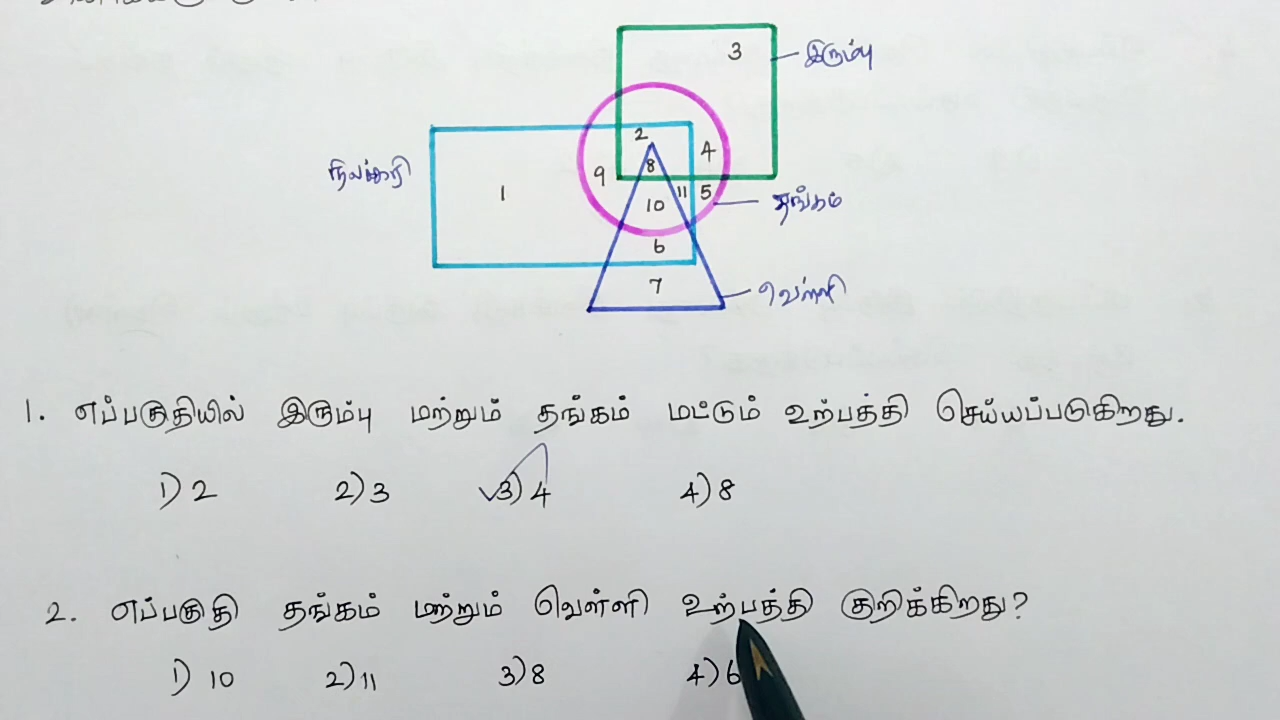 3 இரும்பு
2 4
நிலக்கரி 9 8
1 11 5 தங்கம்
10
6
7 வெள்ளி
1. எப்பகுதியில் இரும்பு மற்றும் தங்கம் மட்டும் உற்பத்தி செய்யப்படுகிறது.
1) 2 2) 3 3) 4 4) 8
2. எப்பகுதி தங்கம் மற்றும் வெள்ளி உற்பத்தி குறிக்கிறது?
1) 10 2) 11 3) 8 4) 6